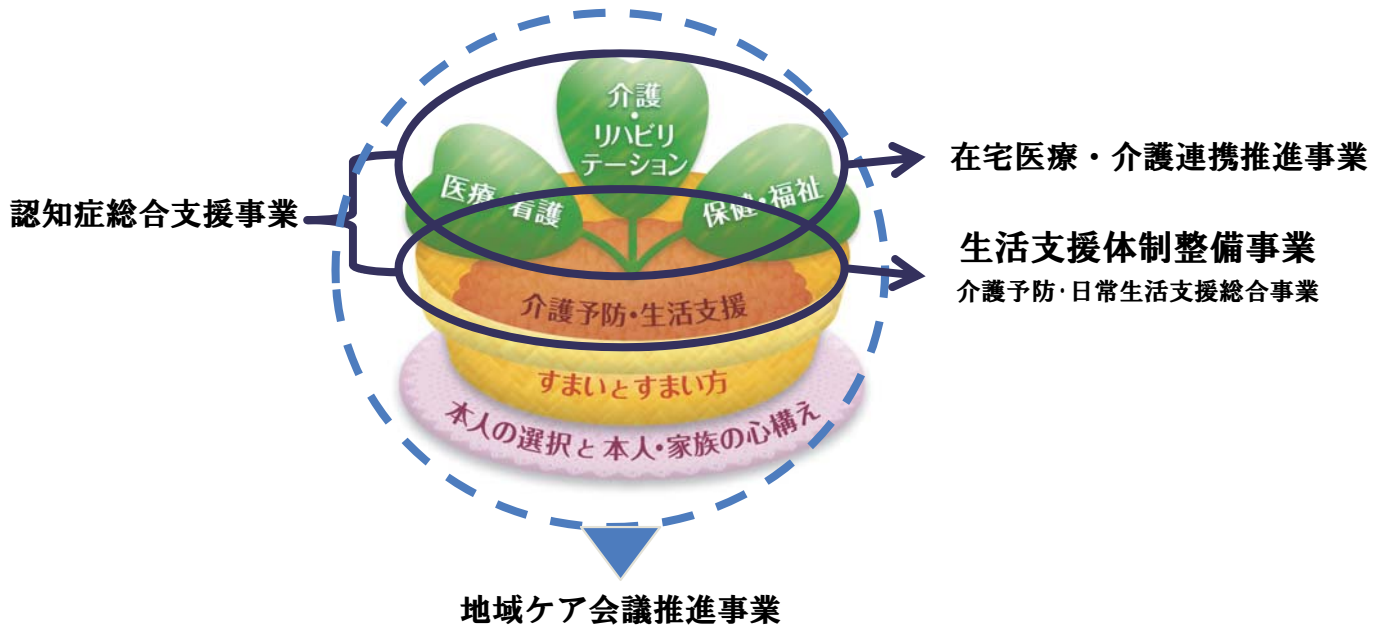 介護
・
リハビリ
テーション
医療・看護
保健・福祉
在宅医療・介護連携推進事業
認知症総合支援事業
生活支援体制整備事業
介護予防・日常生活支援総合事業
介護予防・生活支援
すまいとすまい方
本人の選択と本人・家族の心構え
地域ケア会議推進事業